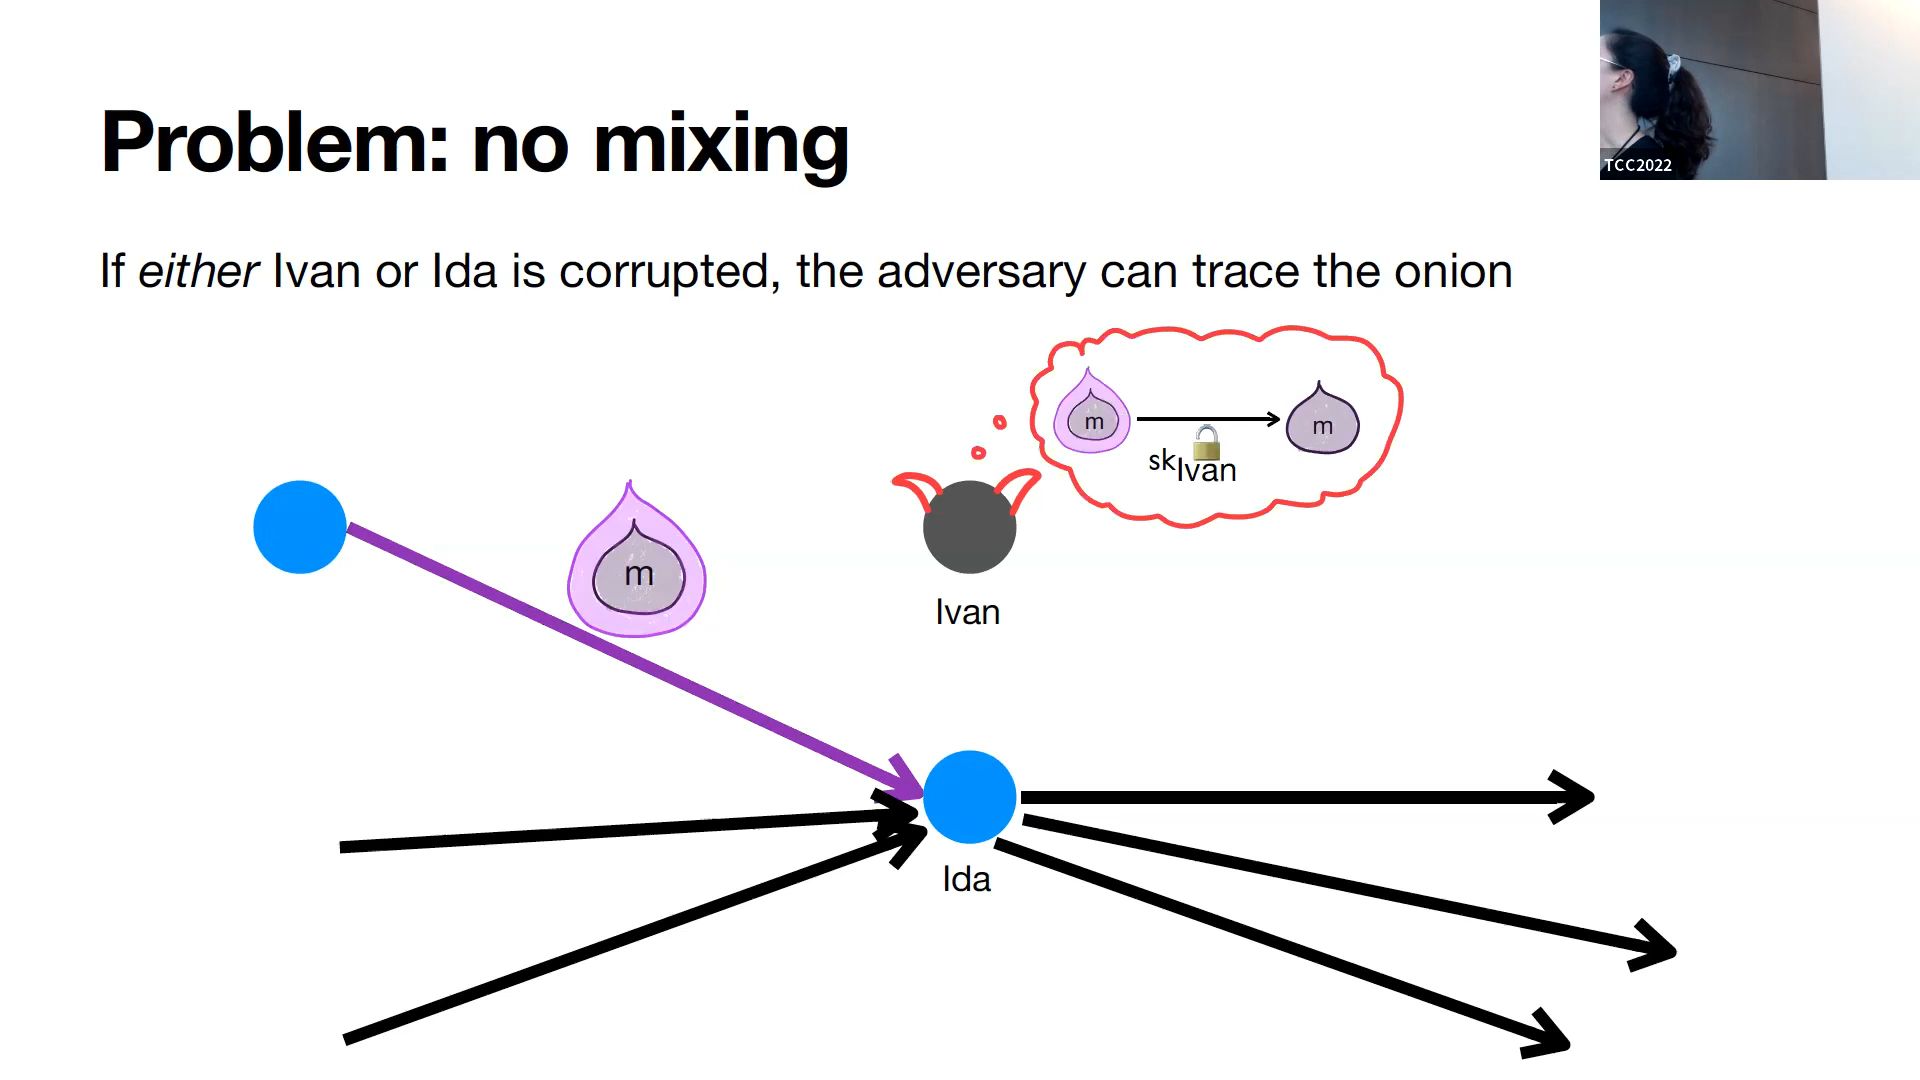 Problem: no mixing
TCC2022
If either Ivan or Ida is corrupted, the adversary can trace the onion
m
m
skIvan
m
Ivan
Ida